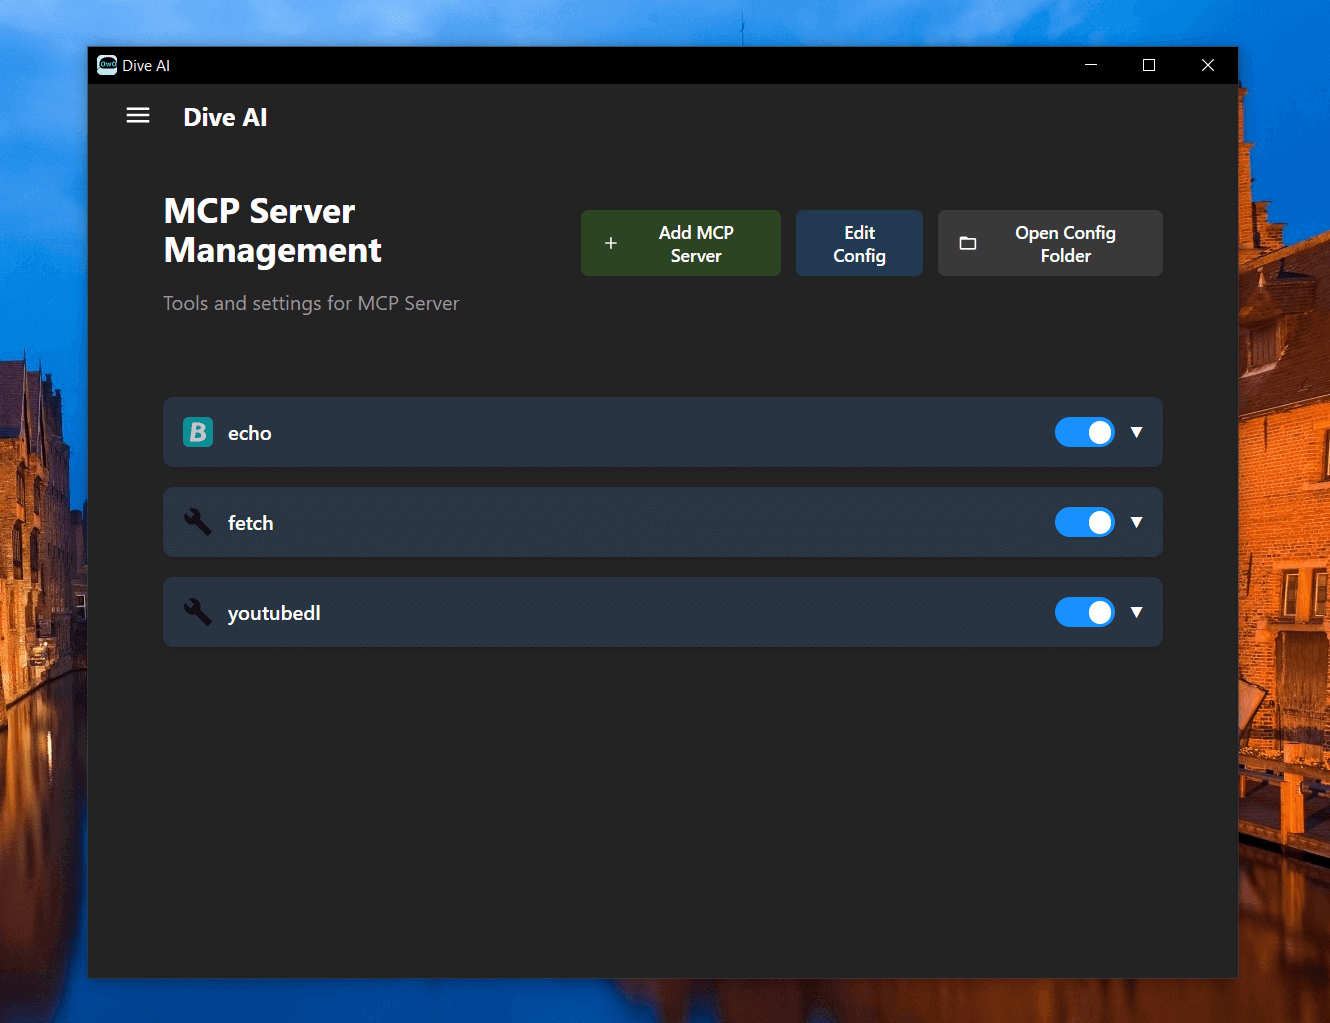 Dive AI
Dive AI
MCP Server
Management
Add MCP
Server
Edit
Config
Open Config
Folder
Tools and settings for MCP Server
B
echo
fetch
youtubedl